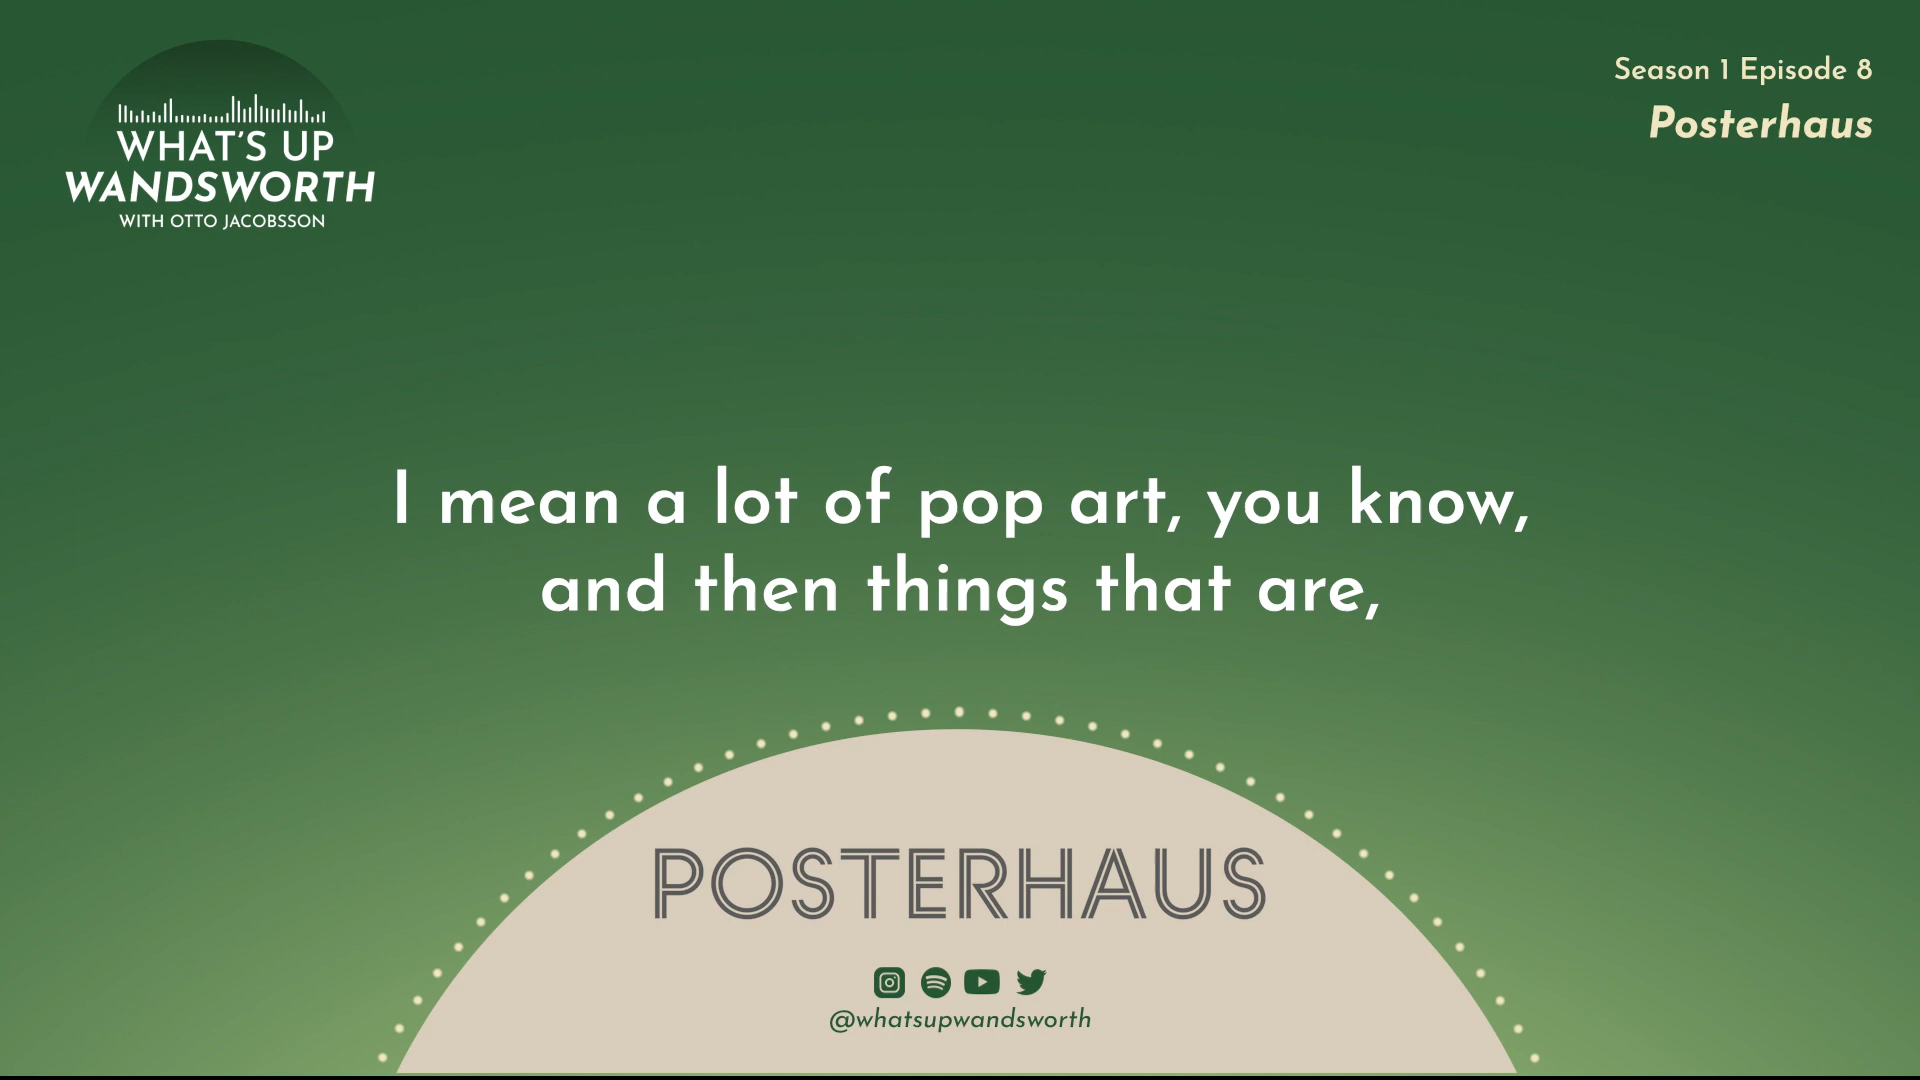 WHAT'S UP
WANDSWORTH
WITH OTTO JACOBSSON
Season 1 Episode 8
Posterhaus
I mean a lot of pop art, you know,
and then things that are,
POSTERHAUS
@whatsupwandsworth